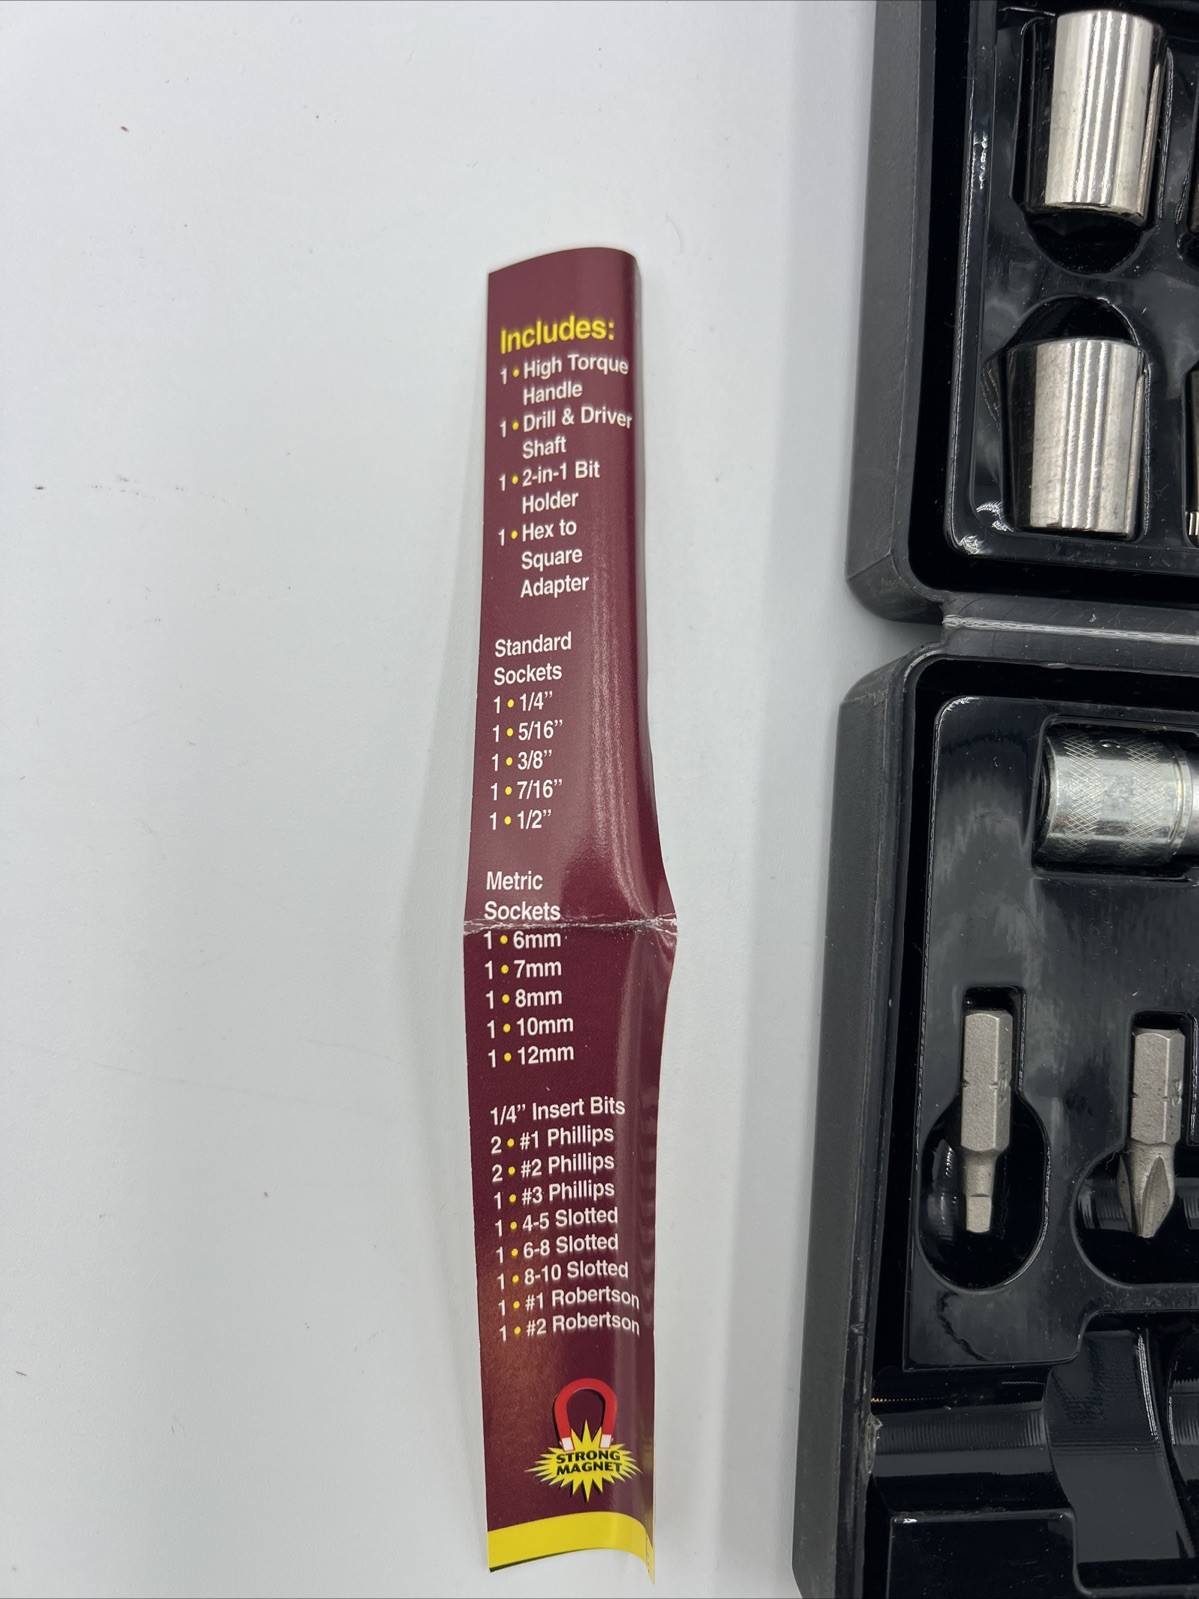 Includes:
1 • High Torque
Handle
1 • Drill & Driver
Shaft
1 • 2-in-1 Bit
Holder
1 • Hex to
Square
Adapter
Standard
Sockets
1 • 1/4”
1 • 5/16”
1 • 3/8”
1 • 7/16”
1 • 1/2”
Metric
Sockets
1 • 6mm
1 • 7mm
1 • 8mm
1 • 10mm
1 • 12mm
1/4” Insert Bits
2 • #1 Phillips
2 • #2 Phillips
1 • #3 Phillips
1 • 4-5 Slotted
1 • 6-8 Slotted
1 • 8-10 Slotted
1 • #1 Robertson
1 • #2 Robertson
STRONG
MAGNET